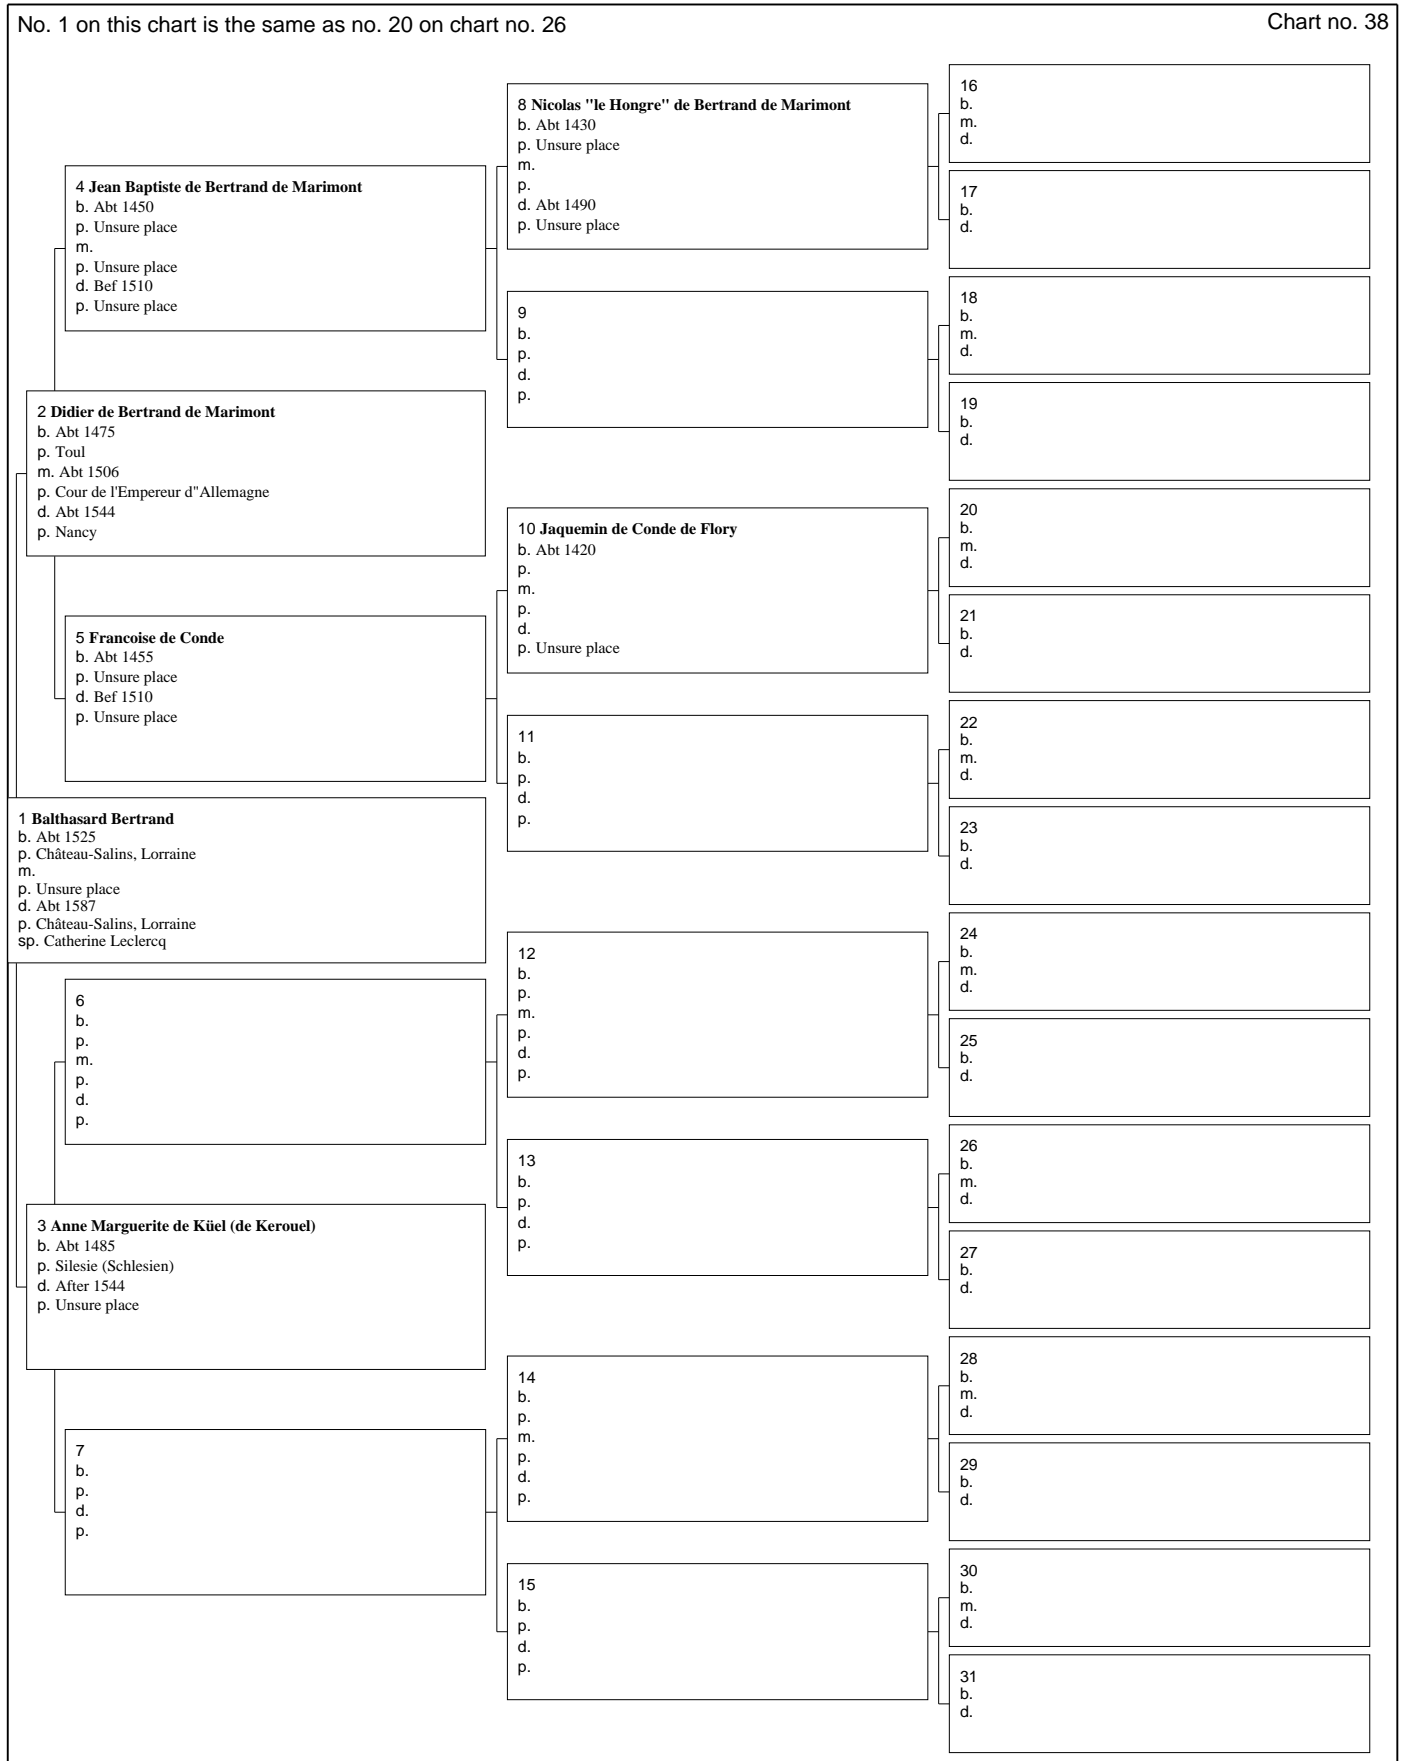 No. 1 on this chart is the same as no. 20 on chart no. 26
Chart no. 38
1 Balthasard Bertrand
b. Abt 1525
p. Château-Salins, Lorraine
m.
p. Unsure place
d. Abt 1587
p. Château-Salins, Lorraine
sp. Catherine Leclercq
2 Didier de Bertrand de Marimont
b. Abt 1475
p. Toul
m. Abt 1506
p. Cour de l'Empereur d"Allemagne
d. Abt 1544
p. Nancy
3 Anne Marguerite de Küel (de Kerouel)
b. Abt 1485
p. Silesie (Schlesien)
d. After 1544
p. Unsure place
4 Jean Baptiste de Bertrand de Marimont
b. Abt 1450
p. Unsure place
m.
p. Unsure place
d. Bef 1510
p. Unsure place
5 Francoise de Conde
b. Abt 1455
p. Unsure place
d. Bef 1510
p. Unsure place
6
b.
p.
m.
p.
d.
p.
7
b.
p.
d.
p.
8 Nicolas "le Hongre" de Bertrand de Marimont
b. Abt 1430
p. Unsure place
m.
p.
d. Abt 1490
p. Unsure place
9
b.
p.
d.
p.
10 Jaquemin de Conde de Flory
b. Abt 1420
p.
m.
p.
d.
p. Unsure place
11
b.
p.
d.
p.
12
b.
p.
m.
p.
d.
p.
13
b.
p.
d.
p.
14
b.
p.
m.
p.
d.
p.
15
b.
p.
d.
p.
16
b.
m.
d.
17
b.
d.
18
b.
m.
d.
19
b.
d.
20
b.
m.
d.
21
b.
d.
22
b.
m.
d.
23
b.
d.
24
b.
m.
d.
25
b.
d.
26
b.
m.
d.
27
b.
d.
28
b.
m.
d.
29
b.
d.
30
b.
m.
d.
31
b.
d.